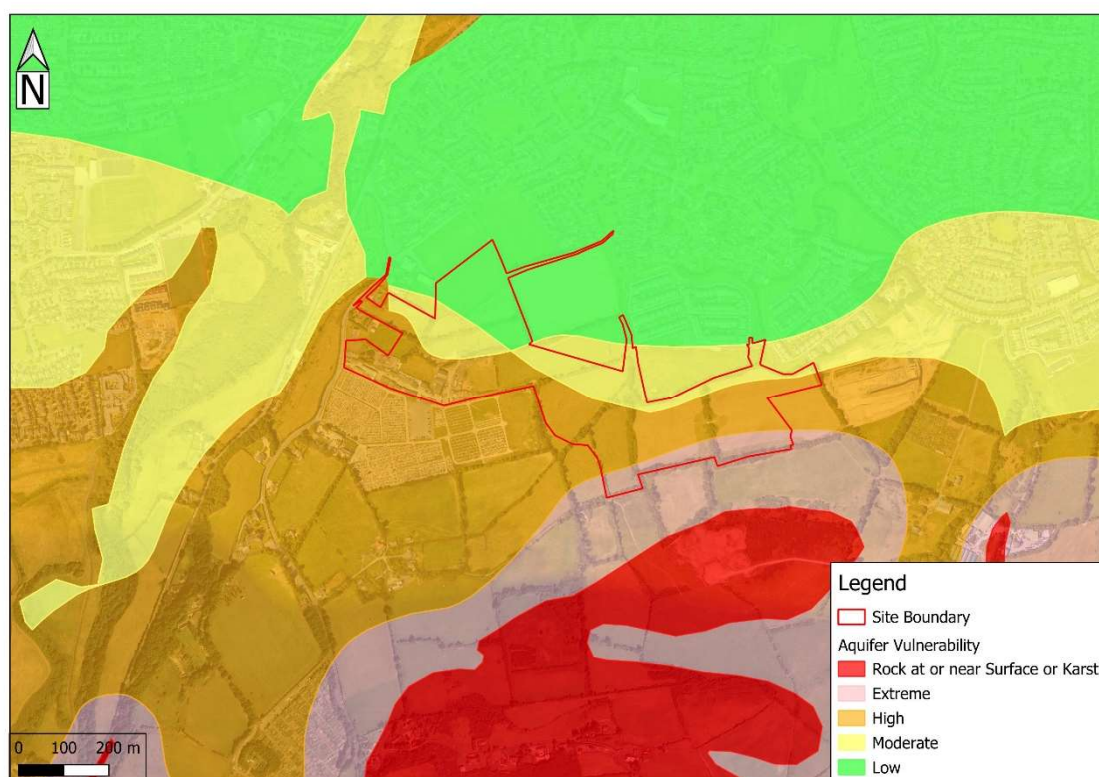 N
Legend
Site Boundary
Aquifer Vulnerability
Rock at or near Surface or Karst
Extreme
High
Moderate
Low
0 100 200 m